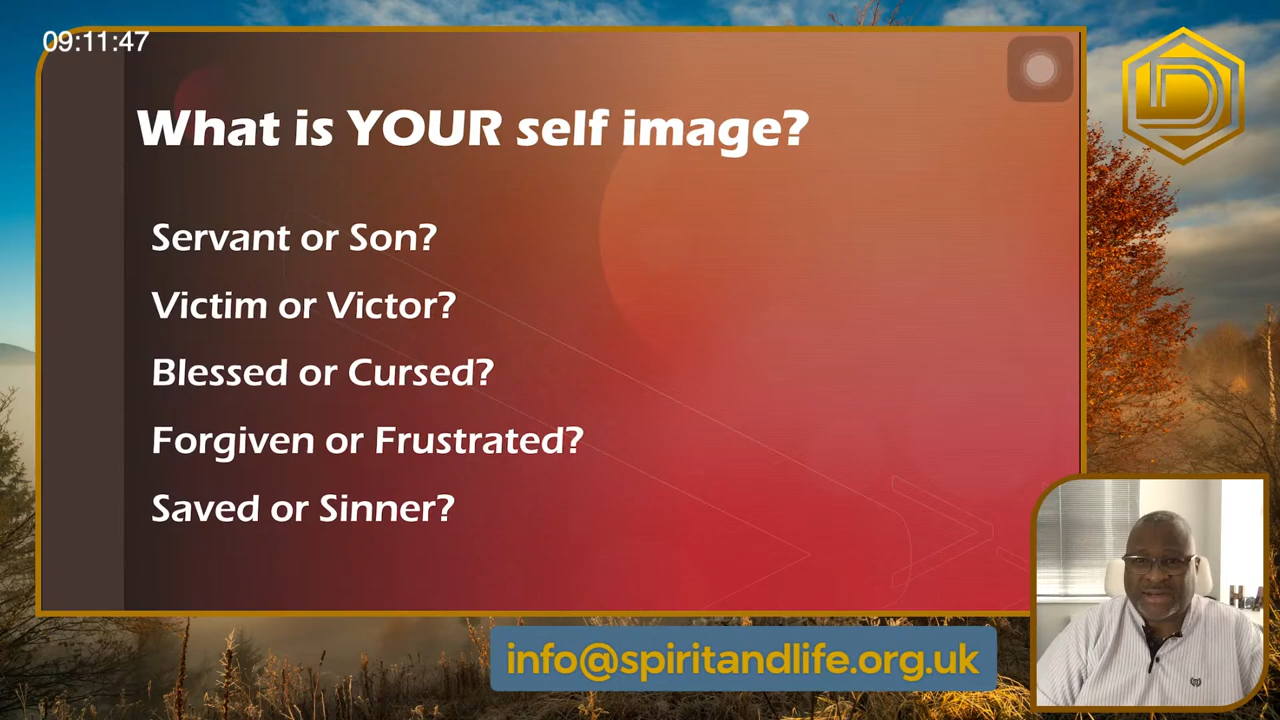 09:11:47
What is YOUR self image?
Servant or Son?
Victim or Victor?
Blessed or Cursed?
Forgiven or Frustrated?
Saved or Sinner?
info@spiritandlife.org.uk